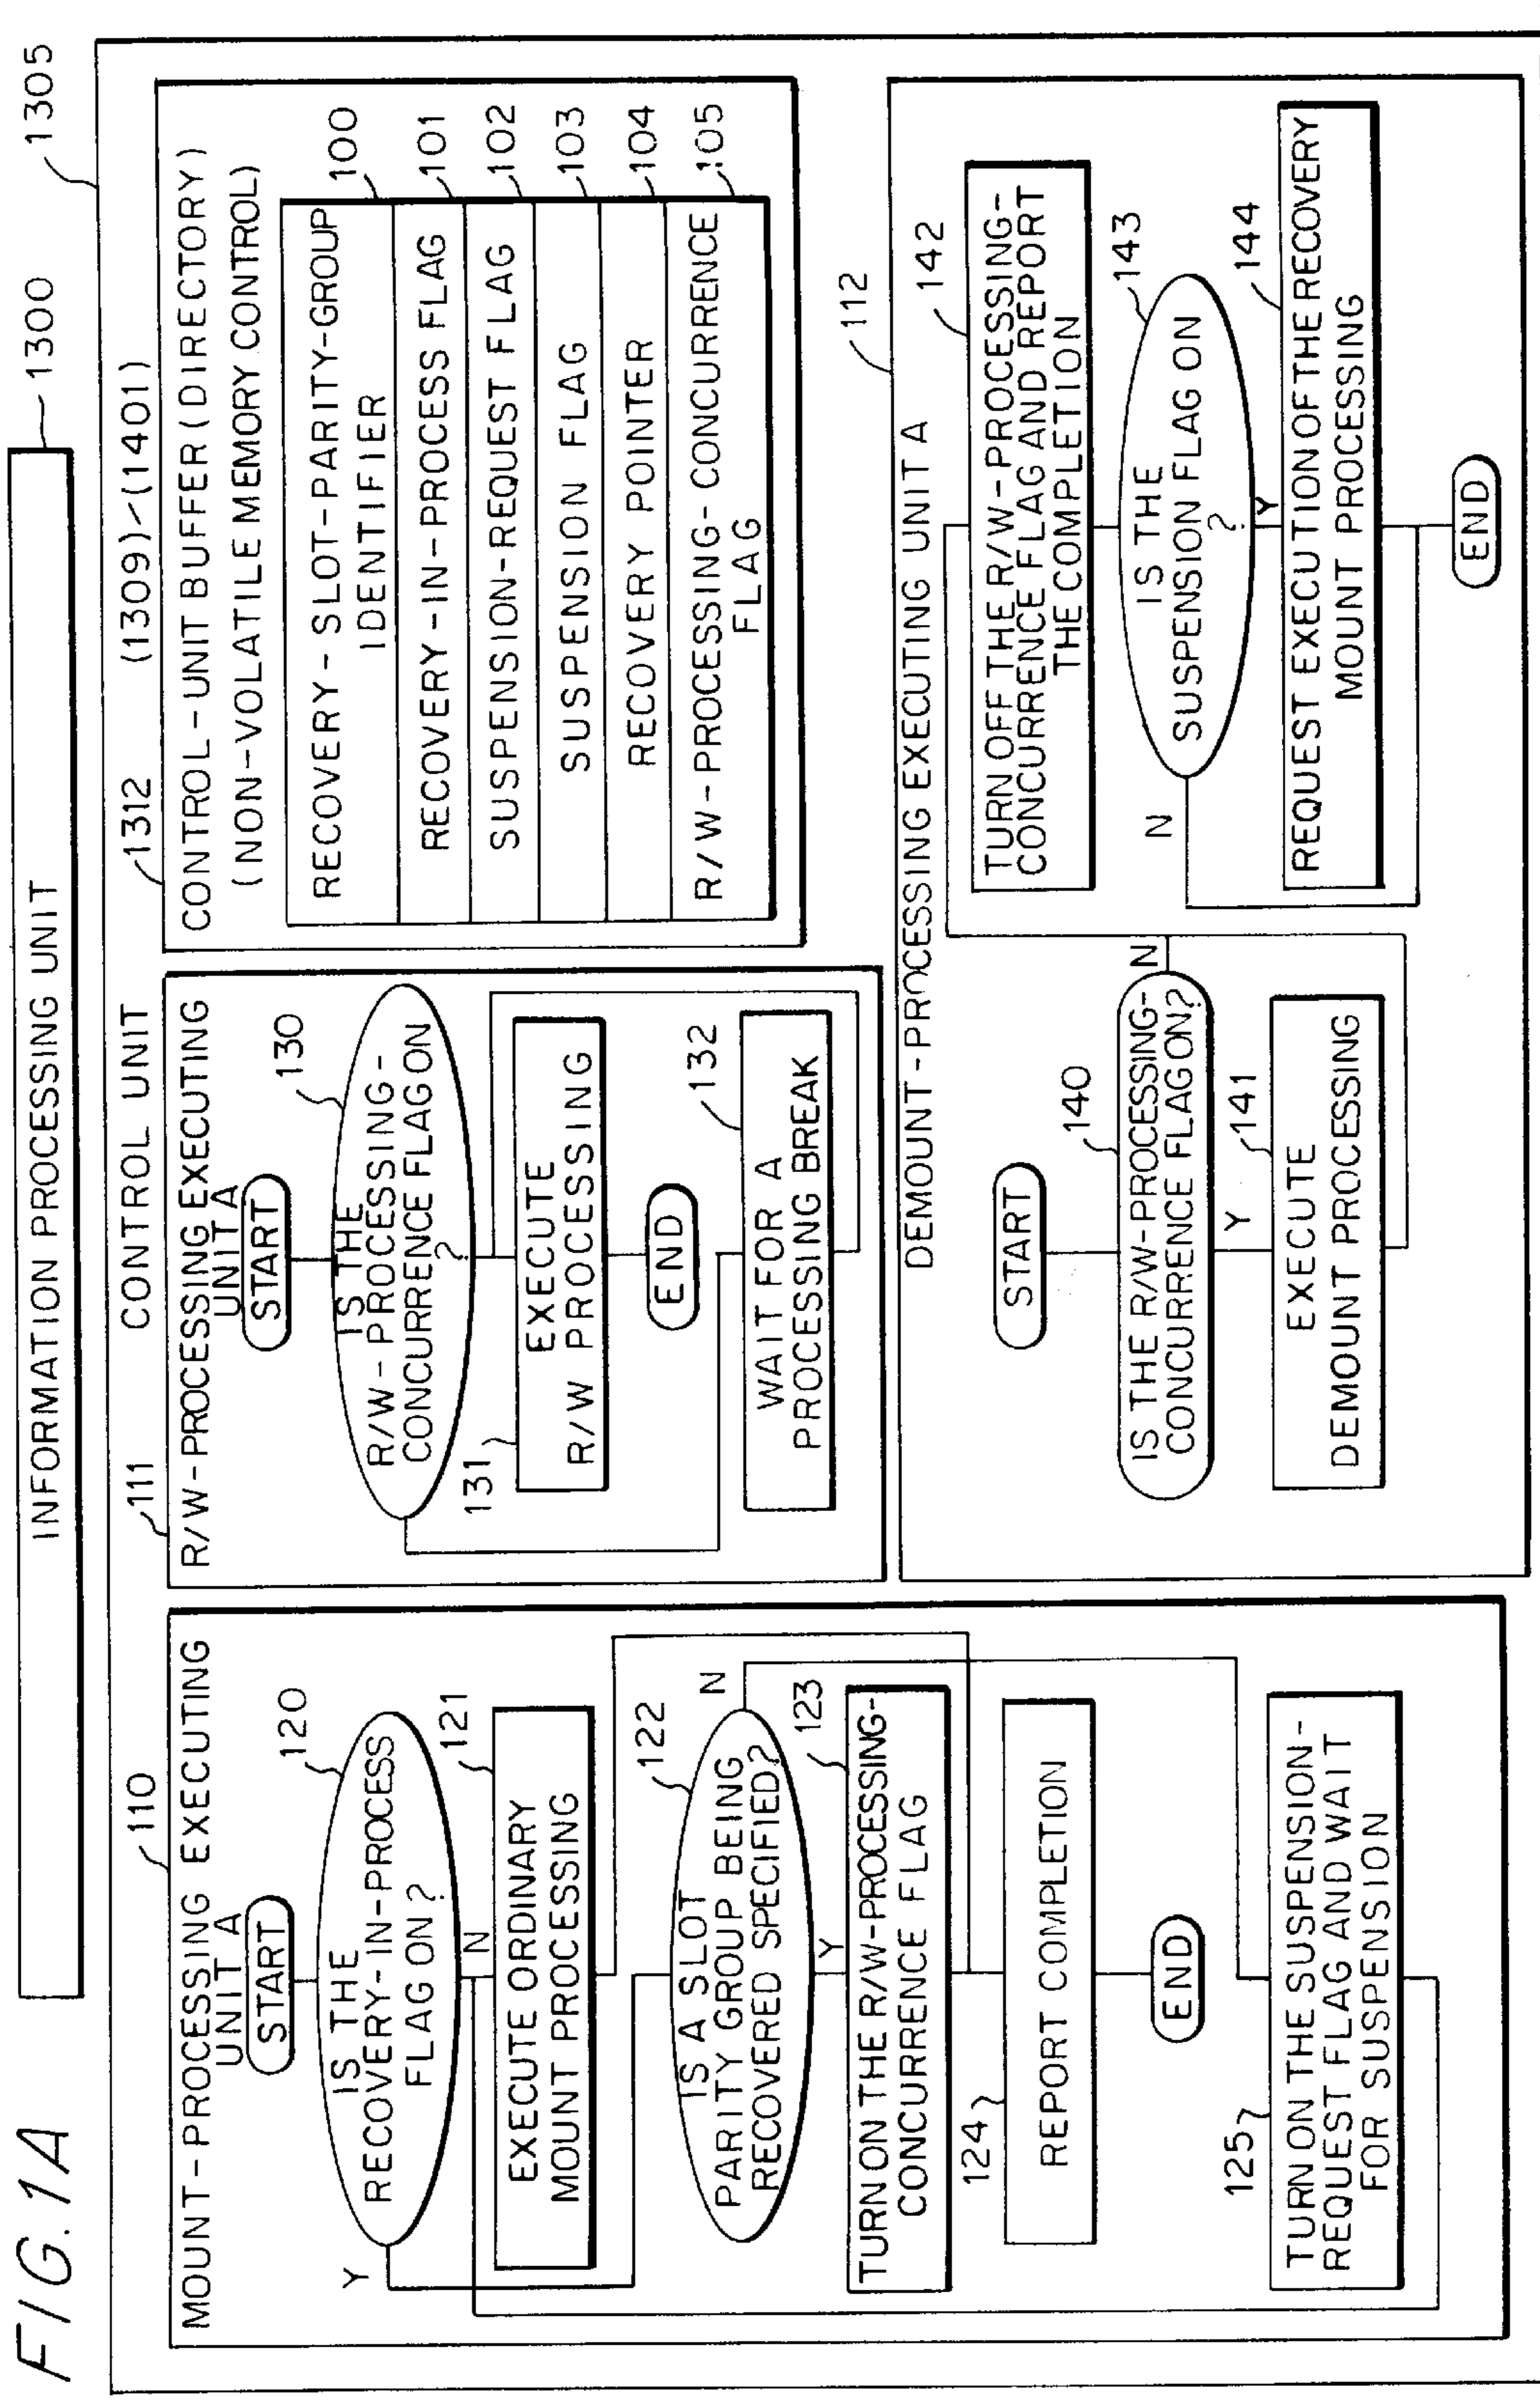 FIG. 1A
INFORMATION PROCESSING UNIT
1300
1305
CONTROL UNIT
110
MOUNT-PROCESSING EXECUTING
UNIT A
START
120
IS THE
RECOVERY-IN-PROCESS
FLAG ON?
Y
N
121
EXECUTE ORDINARY
MOUNT PROCESSING
122
IS A SLOT
PARITY GROUP BEING
RECOVERED SPECIFIED?
N
Y
123
TURN ON THE R/W-PROCESSING-
CONCURRENCE FLAG
124
REPORT COMPLETION
END
125
TURN ON THE SUSPENSION-
REQUEST FLAG AND WAIT
FOR SUSPENSION
111
R/W-PROCESSING EXECUTING
UNIT A
START
130
IS THE
R/W-PROCESSING-
CONCURRENCE FLAG ON
?
131
EXECUTE
R/W PROCESSING
END
132
WAIT FOR A
PROCESSING BREAK
1312
(1309)~(1401)
CONTROL-UNIT BUFFER (DIRECTORY)
(NON-VOLATILE MEMORY CONTROL)
RECOVERY-SLOT-PARITY-GROUP
IDENTIFIER
100
RECOVERY-IN-PROCESS FLAG
101
SUSPENSION-REQUEST FLAG
102
SUSPENSION FLAG
103
RECOVERY POINTER
104
R/W-PROCESSING-CONCURRENCE
FLAG
105
112
DEMOUNT-PROCESSING EXECUTING UNIT A
START
140
IS THE R/W-PROCESSING-
CONCURRENCE FLAG ON?
N
Y
141
EXECUTE
DEMOUNT PROCESSING
142
TURN OFF THE R/W-PROCESSING-
CONCURRENCE FLAG AND REPORT
THE COMPLETION
143
IS THE
SUSPENSION FLAG ON
?
N
Y
144
REQUEST EXECUTION OF THE RECOVERY
MOUNT PROCESSING
END